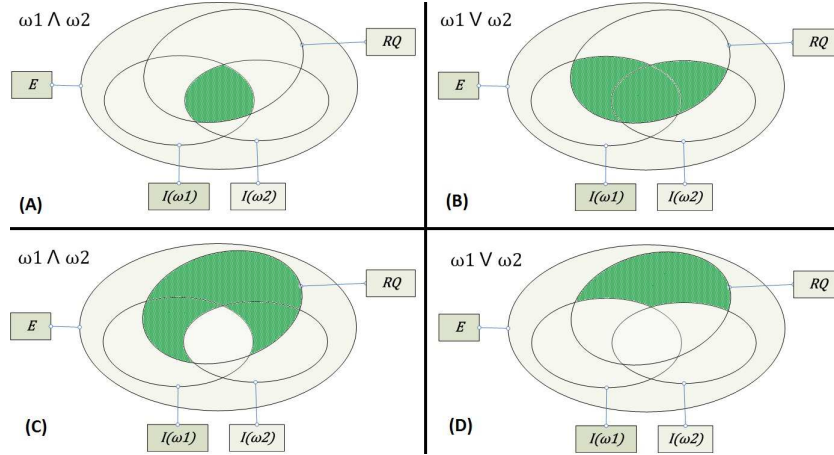 ω1 Λ ω2
RQ
E
I(ω1) I(ω2)
(A)
ω1 V ω2
RQ
E
I(ω1) I(ω2)
(B)
ω1 Λ ω2
RQ
E
I(ω1) I(ω2)
(C)
ω1 V ω2
RQ
E
I(ω1) I(ω2)
(D)